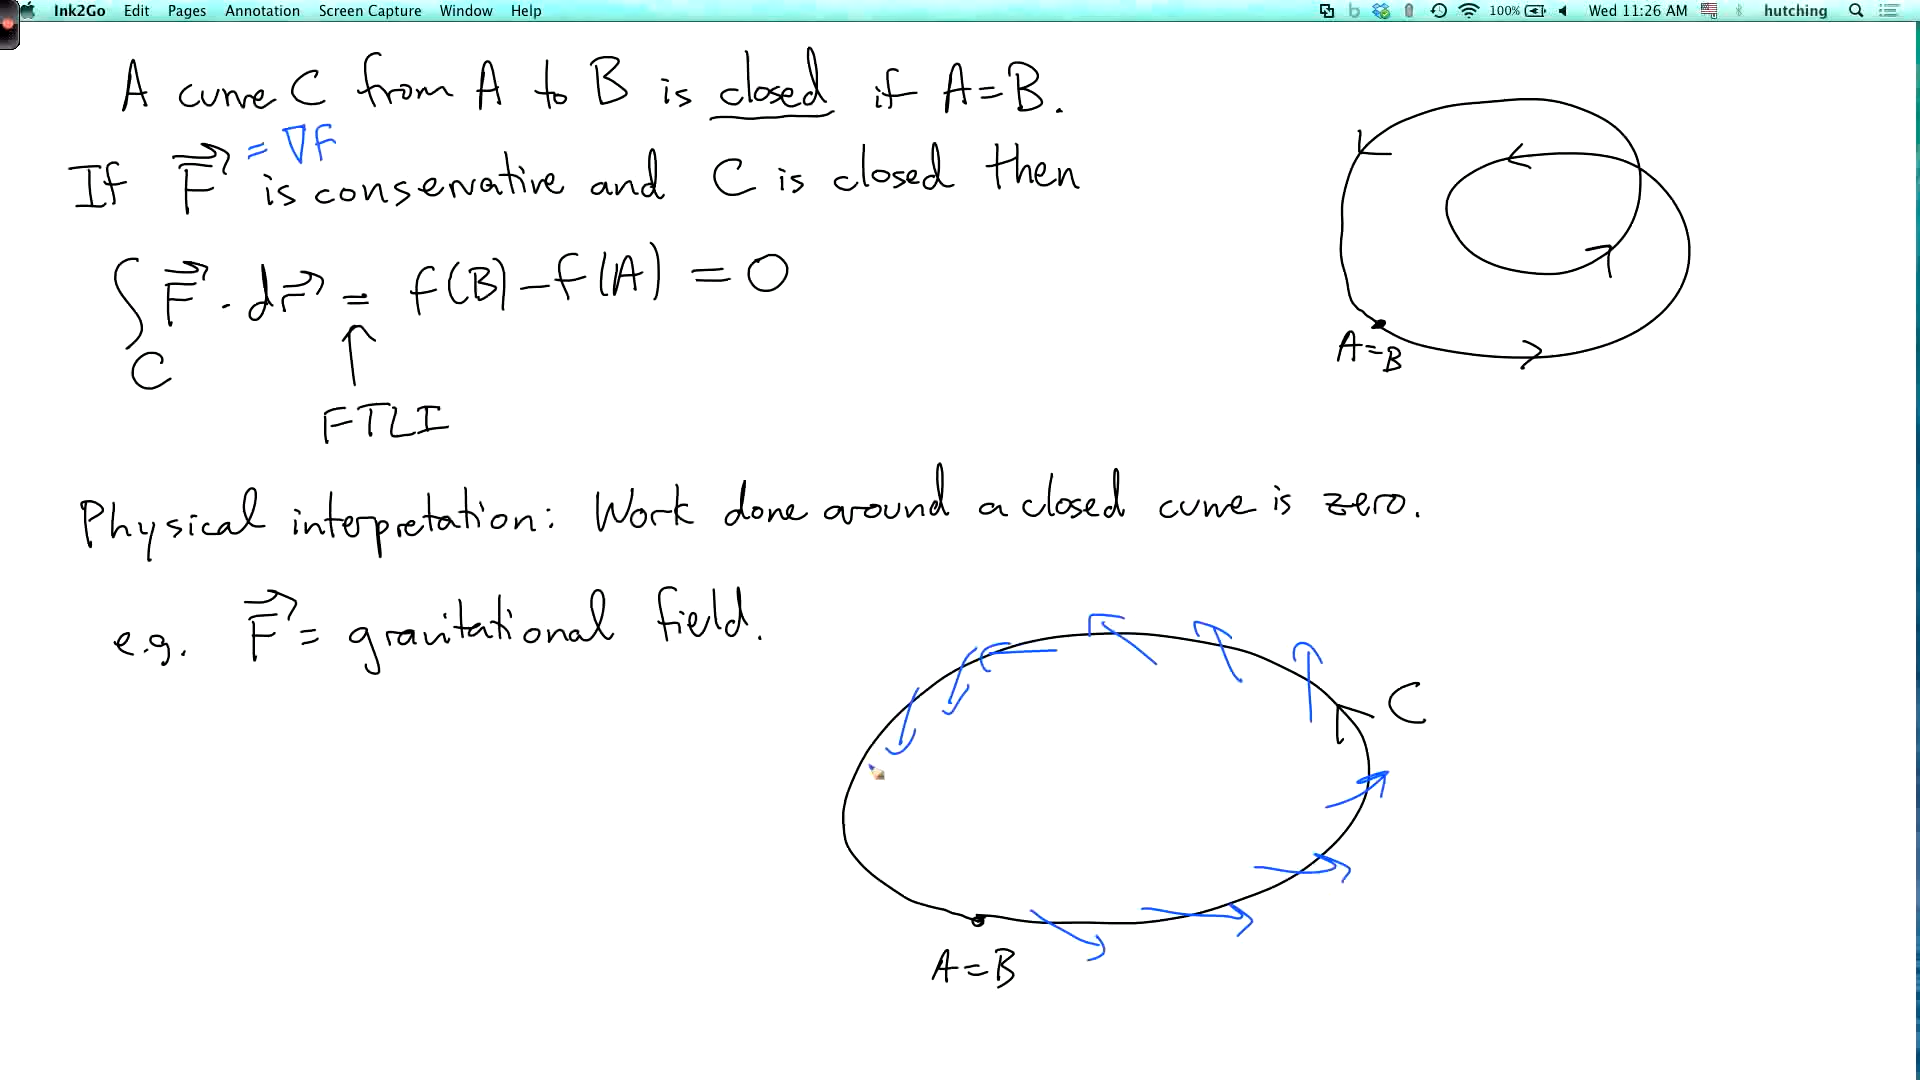 Ink2Go Edit Pages Annotation Screen Capture Window Help 100% Wed 11:26 AM hutching
A curve C from A to B is closed if A=B.
= ∇f
If F⃗ is conservative and C is closed then
∫ F⃗ · dr⃗ = f(B) - f(A) = 0
C
↑
FTLI
A=B
Physical interpretation: Work done around a closed curve is zero.
e.g. F⃗ = gravitational field.
C
A=B